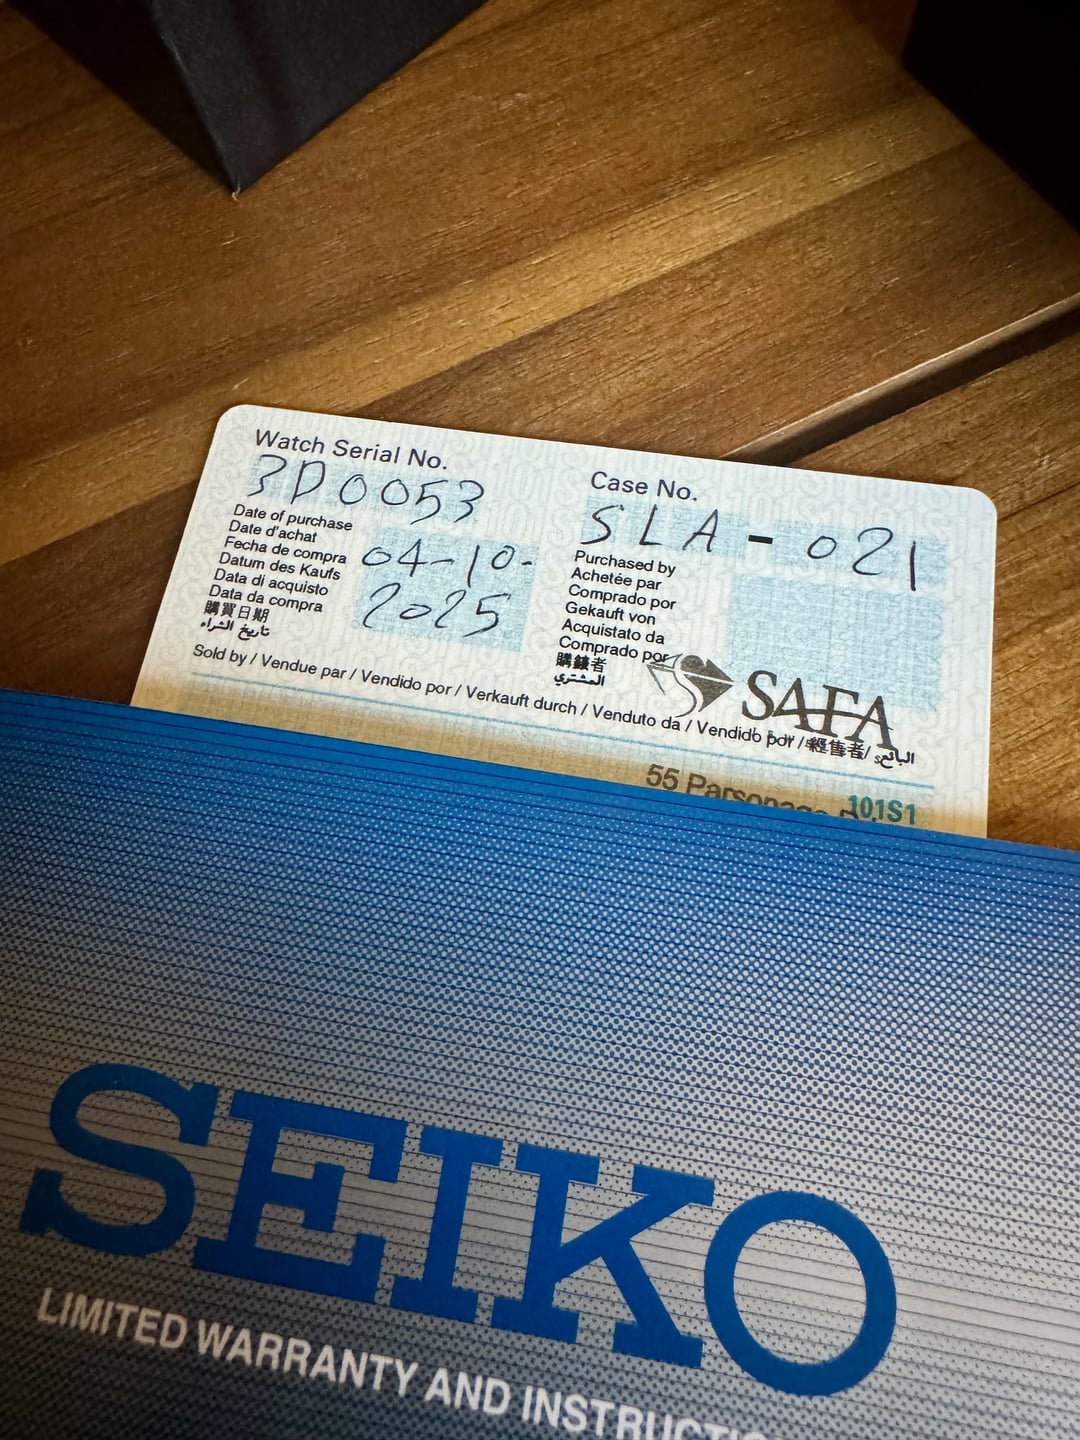 Watch Serial No.
3D0053
Date of purchase
Date d'achat
Fecha de compra
Datum des Kaufs
Data di acquisto
Data da compra
購買日期
تاريخ الشراء
04-10-
2025
Case No.
SLA-021
Purchased by
Achetée par
Comprado por
Gekauft von
Acquistato da
Comprado por
購錶者
المشتري
SAFA
Sold by / Vendue par / Vendido por / Verkauft durch / Venduto da / Vendido por / 經售者 / البائع
55 Parsonage
101S1
SEIKO
LIMITED WARRANTY AND